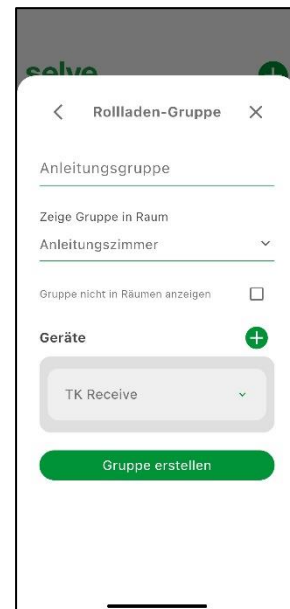 selve
Rollladen-Gruppe
Anleitungsgruppe
Zeige Gruppe in Raum
Anleitungszimmer
Gruppe nicht in Räumen anzeigen
Geräte
TK Receive
Gruppe erstellen